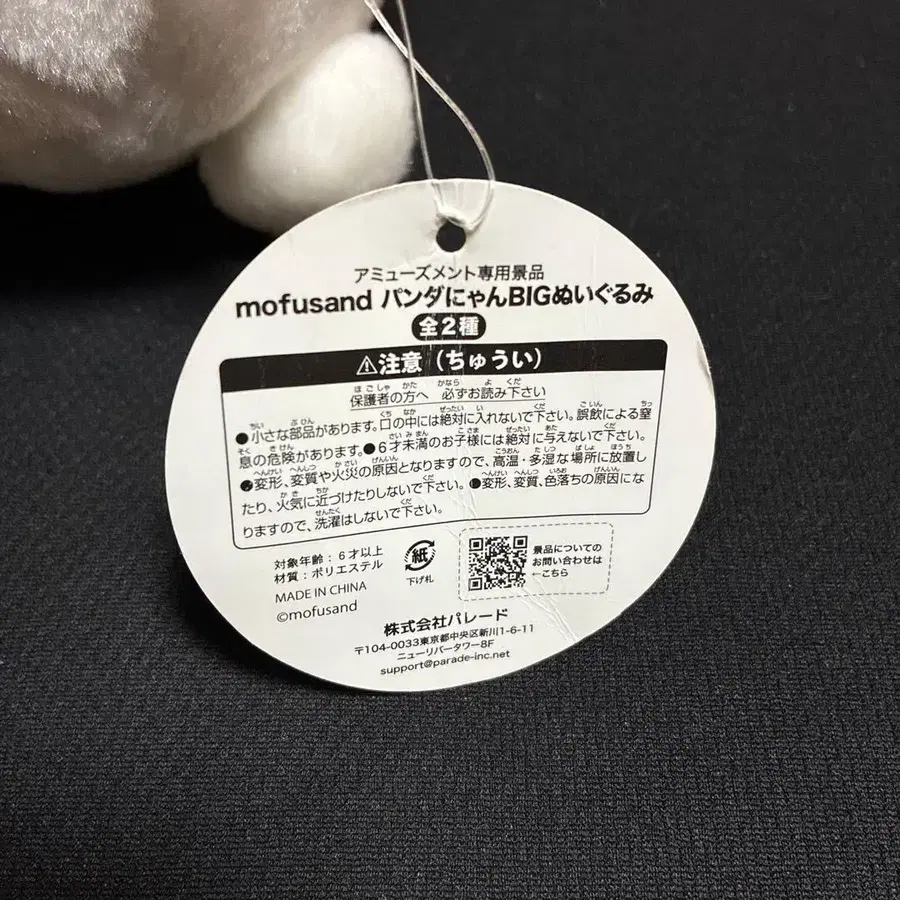 アミューズメント専用景品
mofusand パンダにゃんBIGぬいぐるみ
全2種
⚠注意(ちゅうい)
保護者の方へ 必ずお読み下さい
●小さな部品があります。口の中には絶対に入れないで下さい。誤飲による窒
息の危険があります。●6才未満のお子様には絶対に与えないで下さい。
●変形、変質や火災の原因となりますので、高温・多湿な場所に放置し
たり、火気に近づけたりしないで下さい。●変形、変質、色落ちの原因にな
りますので、洗濯はしないで下さい。
対象年齢:6才以上
材質:ポリエステル
MADE IN CHINA
©mofusand
紙
下げ札
景品についての
お問い合わせは
←こちら
株式会社パレード
〒104-0033東京都中央区新川1-6-11
ニューリバータワー8F
support@parade-inc.net